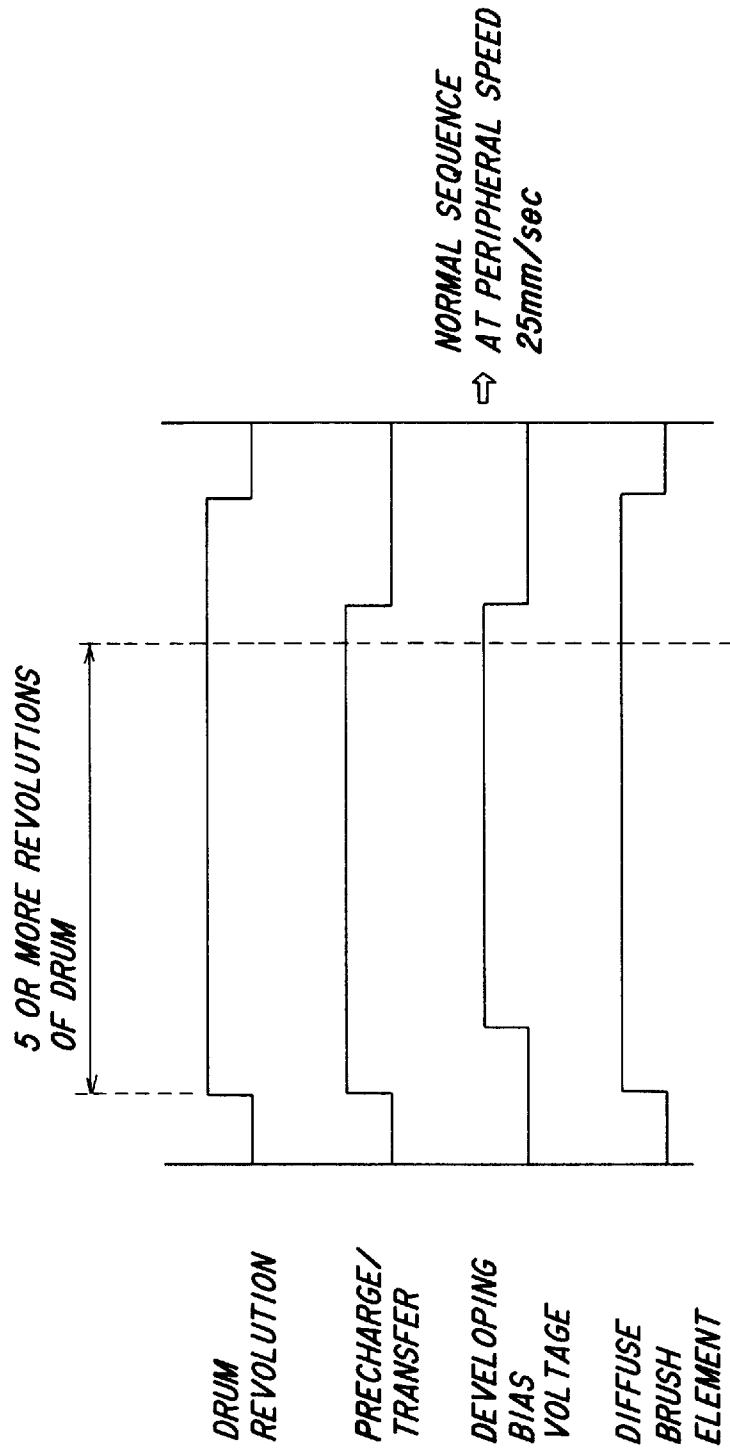 5 OR MORE REVOLUTIONS
OF DRUM
DRUM
REVOLUTION
PRECHARGE/
TRANSFER
DEVELOPING
BIAS
VOLTAGE
DIFFUSE
BRUSH
ELEMENT
NORMAL SEQUENCE
AT PERIPHERAL SPEED
25mm/sec